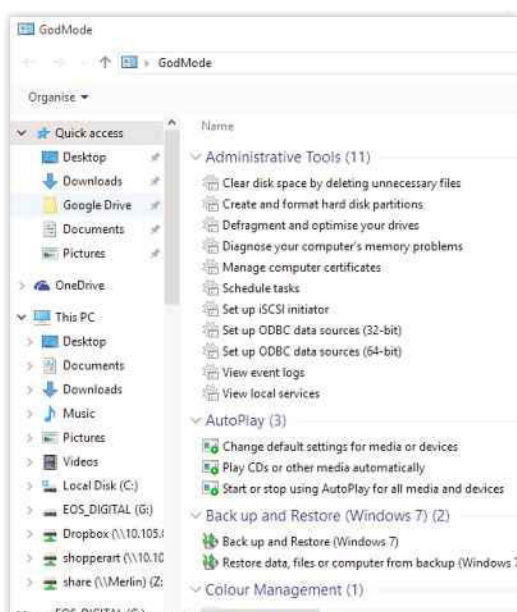 GodMode
GodMode
Organise
Quick access
Desktop
Downloads
Google Drive
Documents
Pictures
OneDrive
This PC
Desktop
Documents
Downloads
Music
Pictures
Videos
Local Disk (C:)
EOS_DIGITAL (G:)
Dropbox (\\10.105.
shopperart (\\10.10
share (\\Merlin) (Z:
EOS_DIGITAL (G:)
Name
Administrative Tools (11)
Clear disk space by deleting unnecessary files
Create and format hard disk partitions
Defragment and optimise your drives
Diagnose your computer's memory problems
Manage computer certificates
Schedule tasks
Set up iSCSI initiator
Set up ODBC data sources (32-bit)
Set up ODBC data sources (64-bit)
View event logs
View local services
AutoPlay (3)
Change default settings for media or devices
Play CDs or other media automatically
Start or stop using AutoPlay for all media and devices
Back up and Restore (Windows 7) (2)
Back up and Restore (Windows 7)
Restore data, files or computer from backup (Windows 7
Colour Management (1)